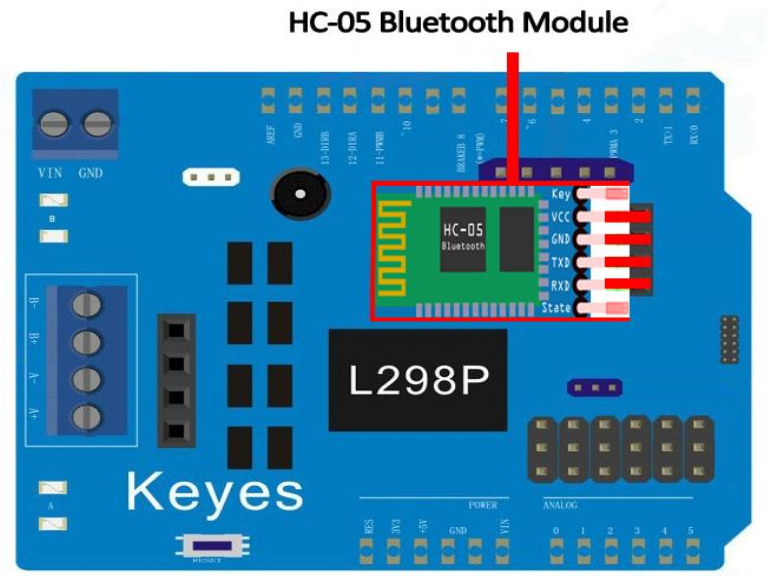 HC-05 Bluetooth Module
AREF
GND
13-DIRB
12-DIRA
11-PWMB
~10
BRAKEB 8
(~-PWM)
7
~6
4
PWMA 3
2
TX:1
RX:0
VIN GND
B
Key
VCC
GND
TXD
RXD
State
HC-05
Bluetooth
B-
B+
A-
A+
L298P
Keyes
A
RESET
POWER
ANALOG
RES
3V3
+5V
GND
VIN
0
1
2
3
4
5